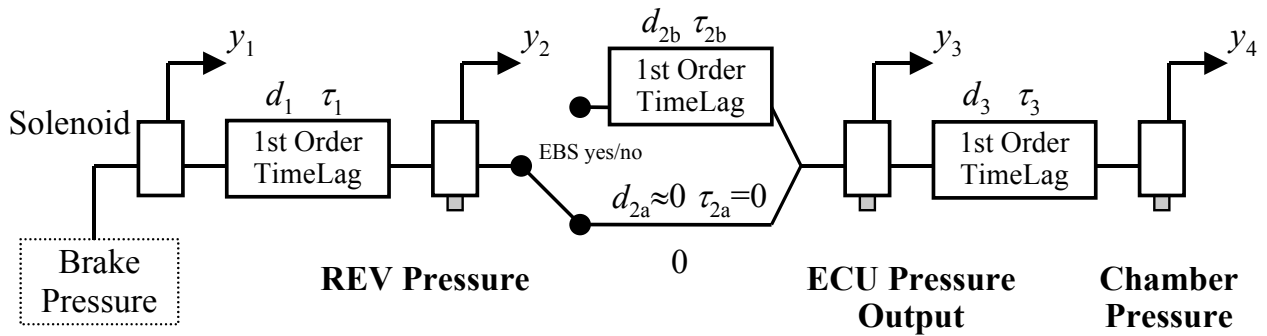 y1
y2
d2b τ2b
y3
y4
Solenoid
d1 τ1
1st Order
TimeLag
1st Order
TimeLag
EBS yes/no
d2a≈0 τ2a=0
0
d3 τ3
1st Order
TimeLag
Brake
Pressure
REV Pressure
ECU Pressure
Output
Chamber
Pressure